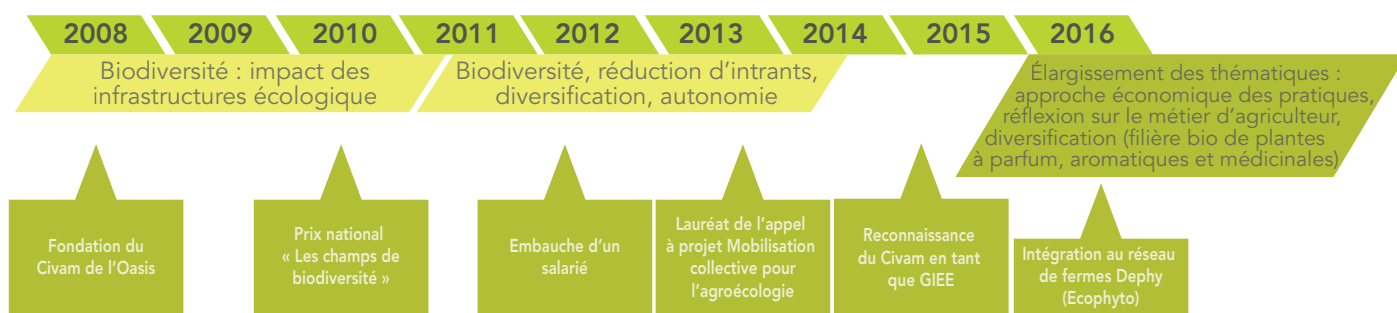 2008 2009 2010 2011 2012 2013 2014 2015 2016
Biodiversité : impact des
infrastructures écologique
Biodiversité, réduction d’intrants,
diversification, autonomie
Élargissement des thématiques :
approche économique des pratiques,
réflexion sur le métier d’agriculteur,
diversification (filière bio de plantes
à parfum, aromatiques et médicinales)
Fondation du
Civam de l’Oasis
Prix national
« Les champs de
biodiversité »
Embauche d’un
salarié
Lauréat de l’appel
à projet Mobilisation
collective pour
l’agroécologie
Reconnaissance
du Civam en tant
que GIEE
Intégration au réseau
de fermes Dephy
(Ecophyto)